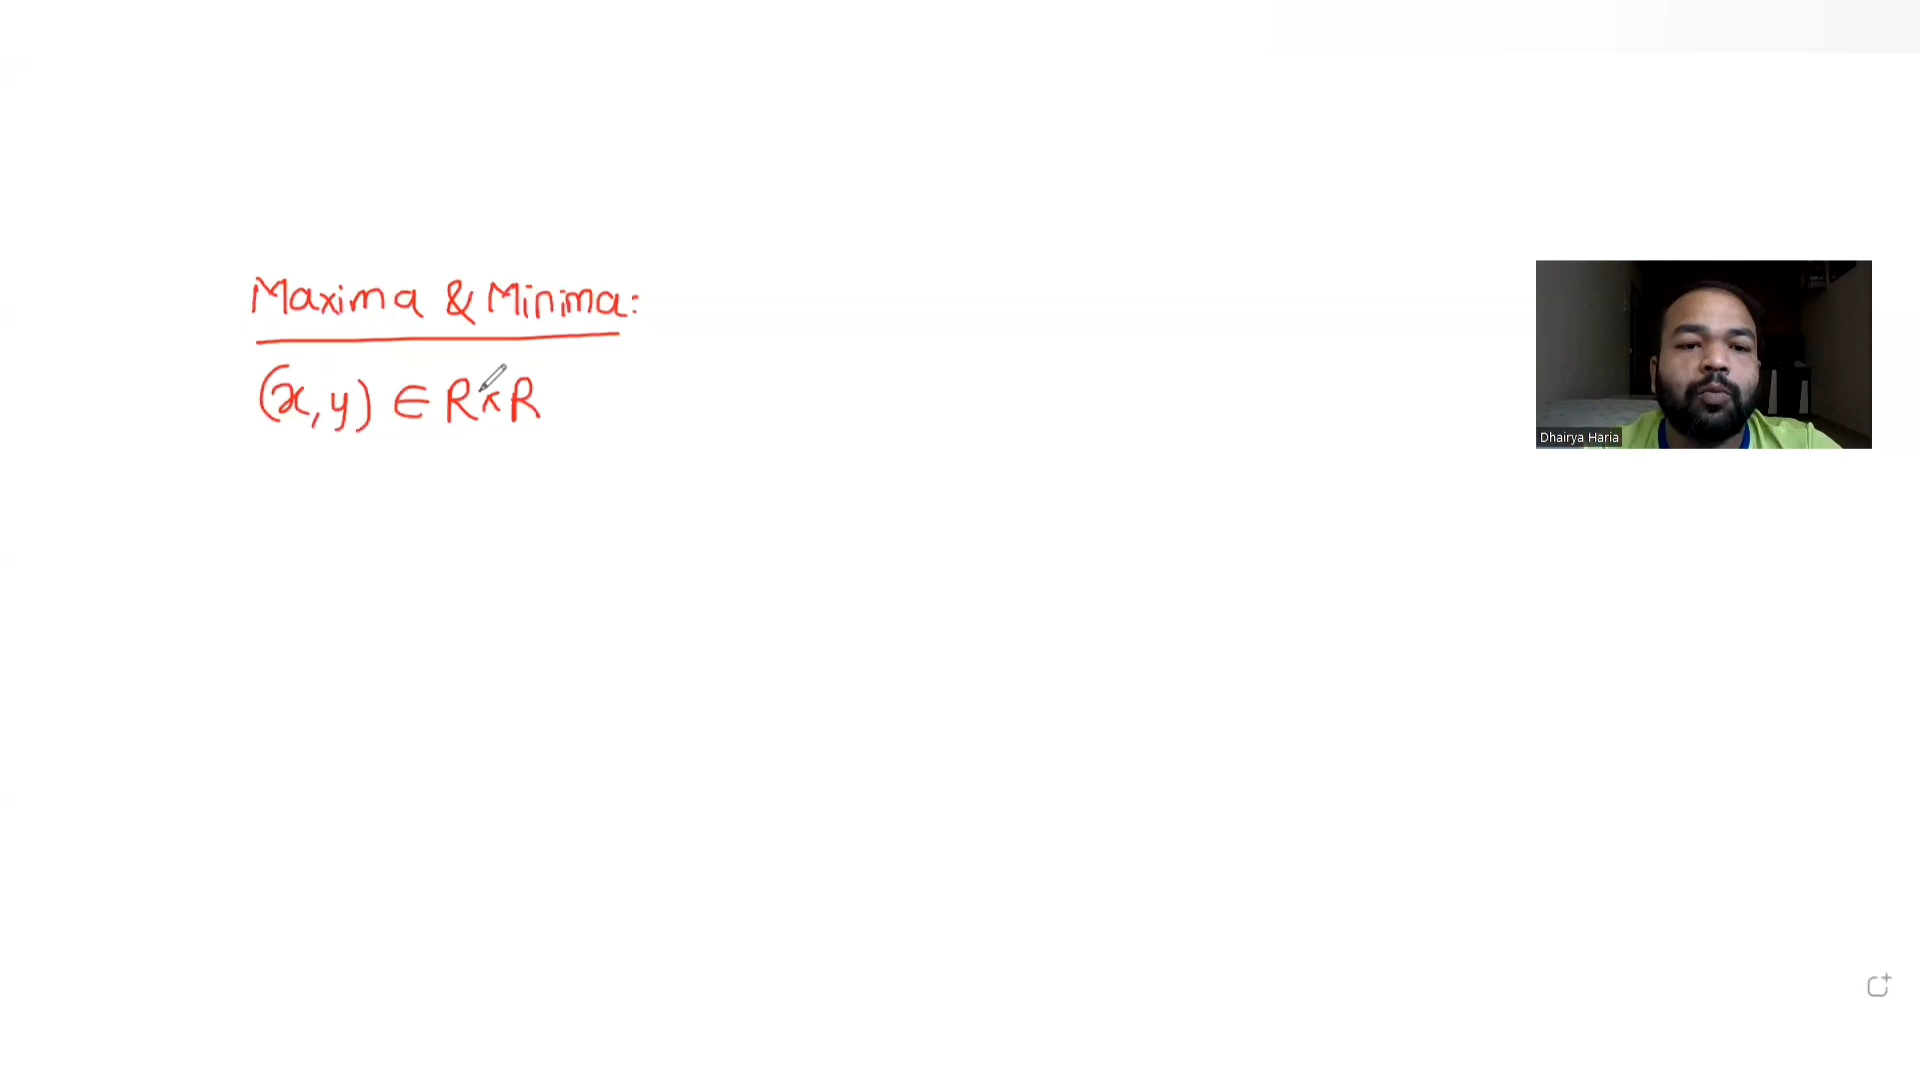 Maxima & Minima:
(x, y) ∈ R×R
Dhairya Haria